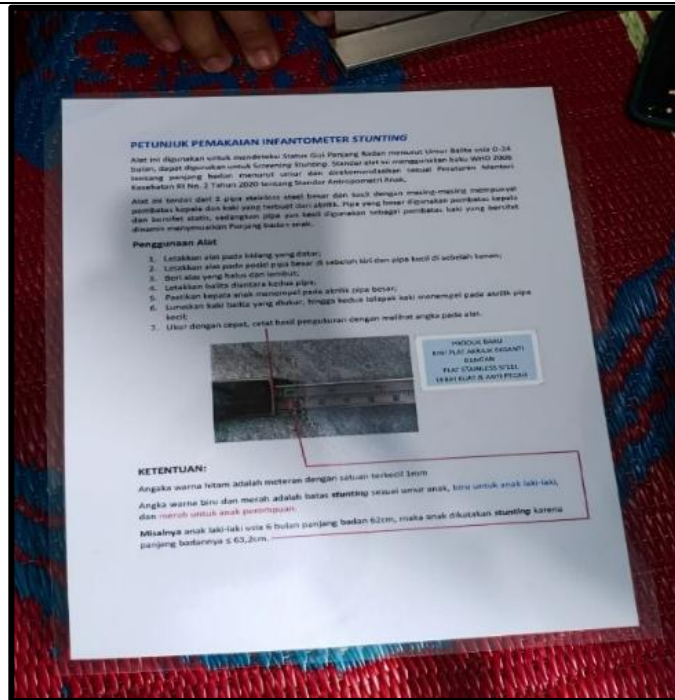 PETUNJUK PEMAKAIAN INFANTOMETER STUNTING
Alat ini digunakan untuk mendeteksi Status Gizi Panjang Badan menurut Umur Balita usia 0-24
bulan, dapat digunakan untuk Screening Stunting. Standar alat ini menggunakan baku WHO 2005
tentang panjang badan menurut umur dan direkomendasikan sesuai Peraturan Menteri
Kesehatan RI No. 2 Tahun 2020 tentang Standar Antropometri Anak.
Alat ini terdiri dari 2 pipa stainless steel besar dan kecil dengan masing-masing mempunyai
pembatas kepala dan kaki yang terbuat dari akrilik. Pipa yang besar digunakan pembatas kepala
dan bersifat statis, sedangkan pipa yang kecil digunakan sebagai pembatas kaki yang bersifat
dinamis menyesuaikan Panjang badan anak.
Penggunaan Alat
1. Letakkan alat pada bidang yang datar;
2. Letakkan alat pada posisi pipa besar di sebelah kiri dan pipa kecil di sebelah kanan;
3. Beri alas yang halus dan lembut;
4. Letakkan balita diantara kedua pipa;
5. Pastikan kepala anak menempel pada akrilik pipa besar;
6. Luruskan kaki balita yang diukur, hingga kedua telapak kaki menempel pada akrilik pipa
kecil;
7. Ukur dengan cepat, catat hasil pengukuran dengan melihat angka pada alat.
PRODUK BARU
KINI PLAT AKRILIK DIGANTI
DENGAN
PLAT STAINLESS STEEL
LEBIH KUAT & ANTI PECAH
KETENTUAN:
Angaka warna hitam adalah meteran dengan satuan terkecil 1mm
Angka warna biru dan merah adalah batas stunting sesuai umur anak, biru untuk anak laki-laki,
dan merah untuk anak perempuan.
Misalnya anak laki-laki usia 6 bulan panjang badan 62cm, maka anak dikatakan stunting karena
panjang badannya ≤ 63,2cm.